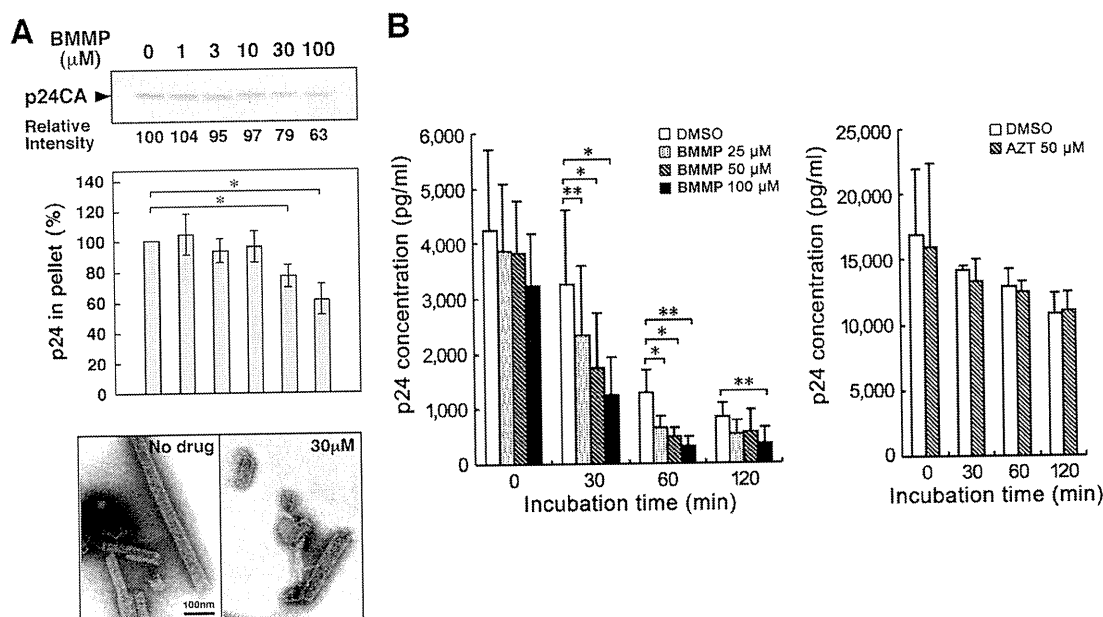 A
BMMP (µM) 0 1 3 10 30 100
p24CA
Relative Intensity 100 104 95 97 79 63
p24 in pellet (%)
140
120
100
80
60
40
20
0
*
*
No drug
100nm
30µM
B
p24 concentration (pg/ml)
6,000
5,000
4,000
3,000
2,000
1,000
0
DMSO
BMMP 25 µM
BMMP 50 µM
BMMP 100 µM
*
*
**
**
*
*
**
0 30 60 120
Incubation time (min)
p24 concentration (pg/ml)
25,000
20,000
15,000
10,000
5,000
0
DMSO
AZT 50 µM
0 30 60 120
Incubation time (min)